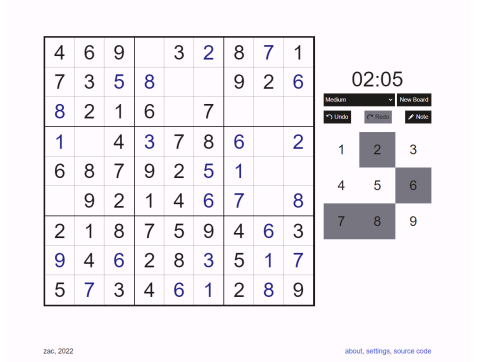 4 6 9 3 2 8 7 1
02:05
7 3 5 8 9 2 6
Medium New Board
8 2 1 6 7
Undo Redo Note
1 4 3 7 8 6 2
1 2 3
6 8 7 9 2 5 1
4 5 6
9 2 1 4 6 7 8
7 8 9
2 1 8 7 5 9 4 6 3
9 4 6 2 8 3 5 1 7
5 7 3 4 6 1 2 8 9
zac, 2022
about, settings, source code